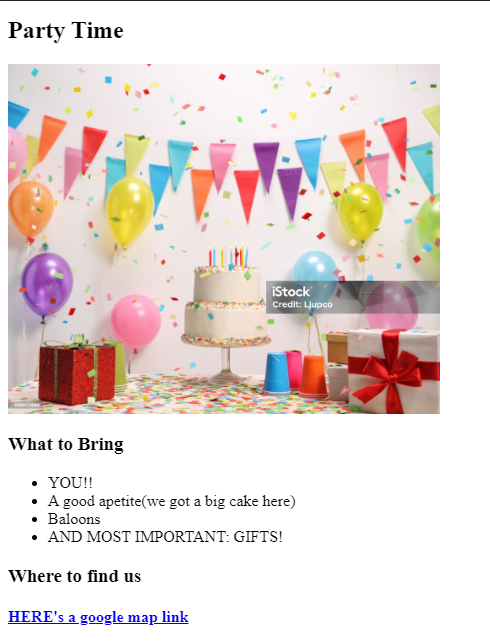 Party Time
iStock
Credit: Ljupco
What to Bring
YOU!!
A good apetite(we got a big cake here)
Baloons
AND MOST IMPORTANT: GIFTS!
Where to find us
HERE's a google map link